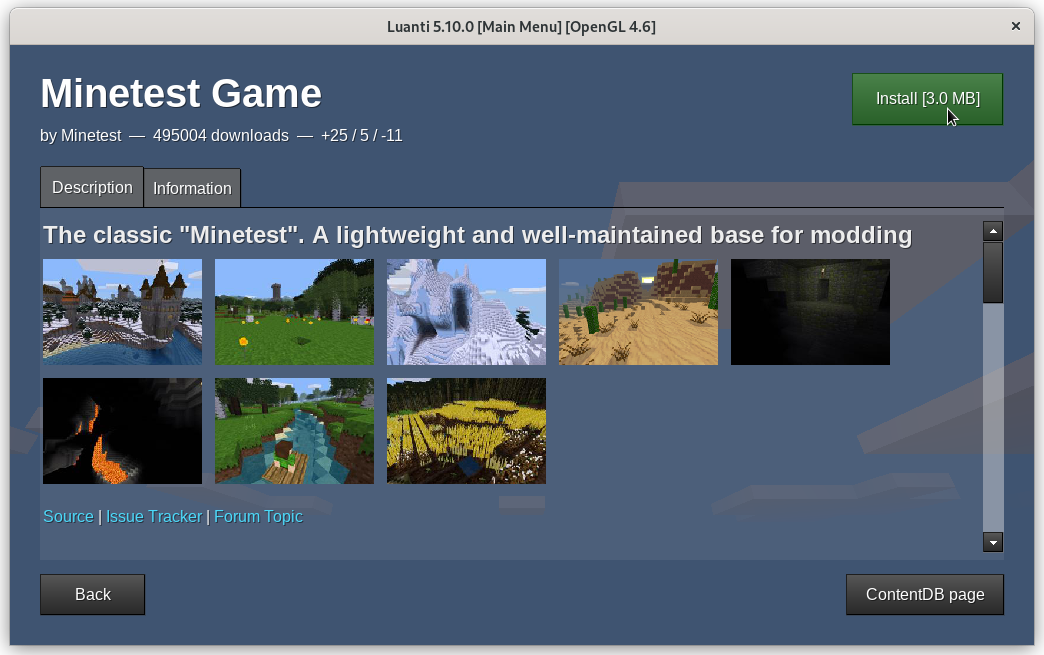 Luanti 5.10.0 [Main Menu] [OpenGL 4.6]
Minetest Game
Install [3.0 MB]
by Minetest — 495004 downloads — +25 / 5 / -11
Description Information
The classic "Minetest". A lightweight and well-maintained base for modding
Source | Issue Tracker | Forum Topic
Back ContentDB page